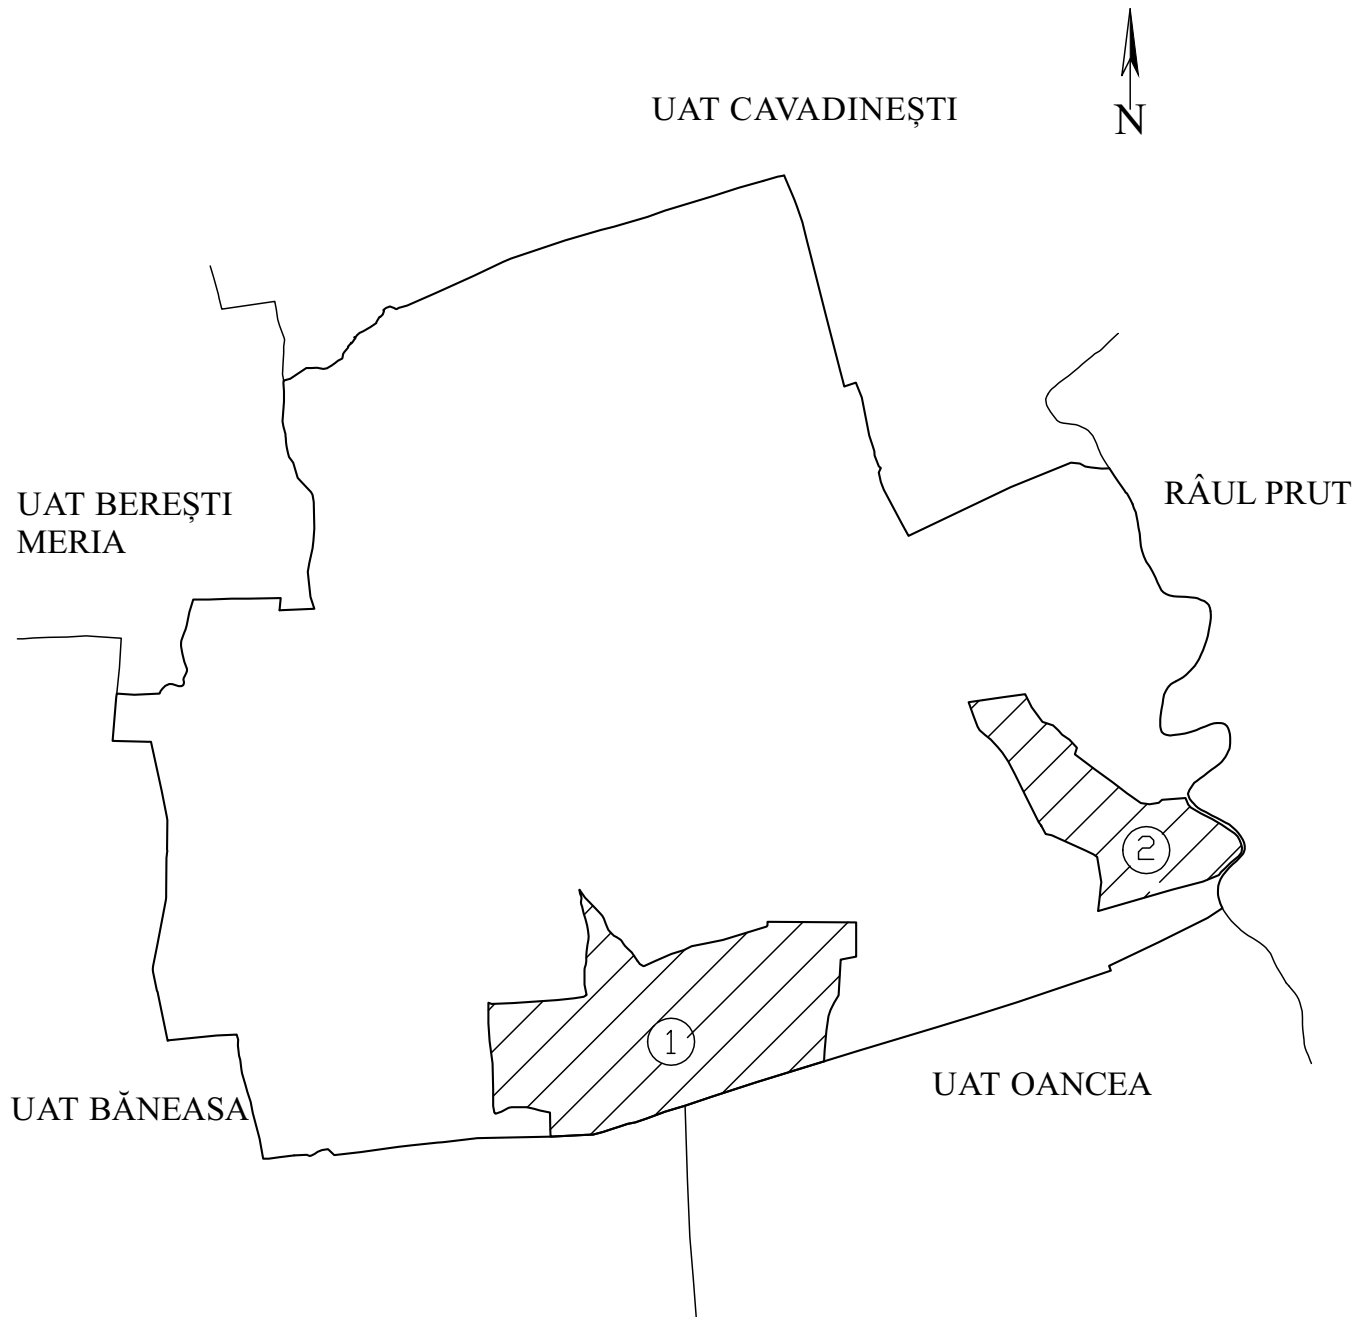 UAT CAVADINEȘTI
N
UAT BEREȘTI
MERIA
RÂUL PRUT
2
1
UAT OANCEA
UAT BĂNEASA